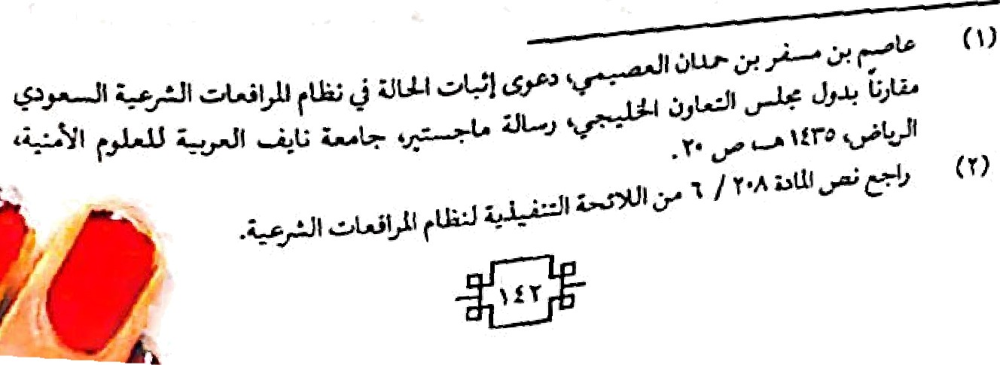 (١) عاصم بن مسفر بن حمدان العصيمي، دعوى إثبات الحالة في نظام المرافعات الشرعية السعودي
مقارناً بدول مجلس التعاون الخليجي، رسالة ماجستير، جامعة نايف العربية للعلوم الأمنية،
الرياض، ١٤٣٥ هـ، ص ٢٠.
(٢) راجع نص المادة ٢٠٨ / ٦ من اللائحة التنفيذية لنظام المرافعات الشرعية.
١٤٢